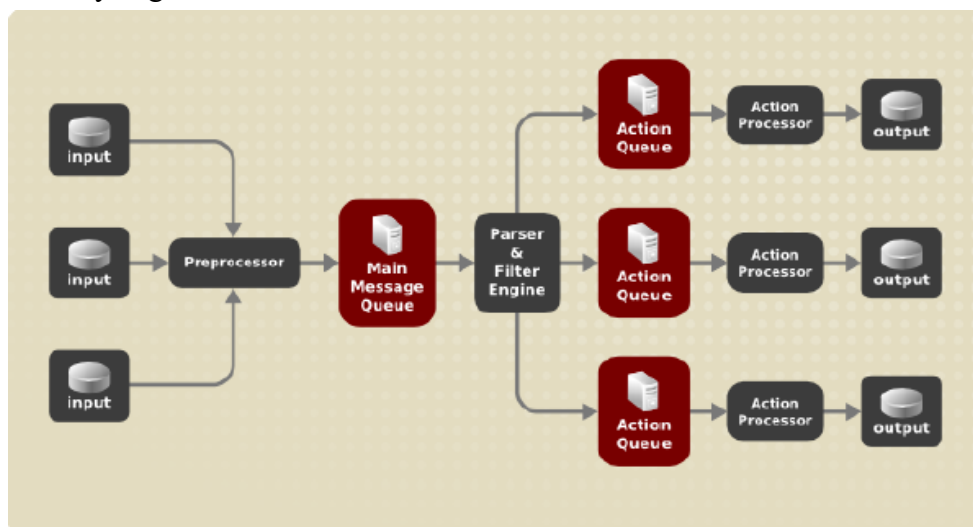 input
input
input
Preprocessor
Main
Message
Queue
Parser
&
Filter
Engine
Action
Queue
Action
Processor
output
Action
Queue
Action
Processor
output
Action
Queue
Action
Processor
output